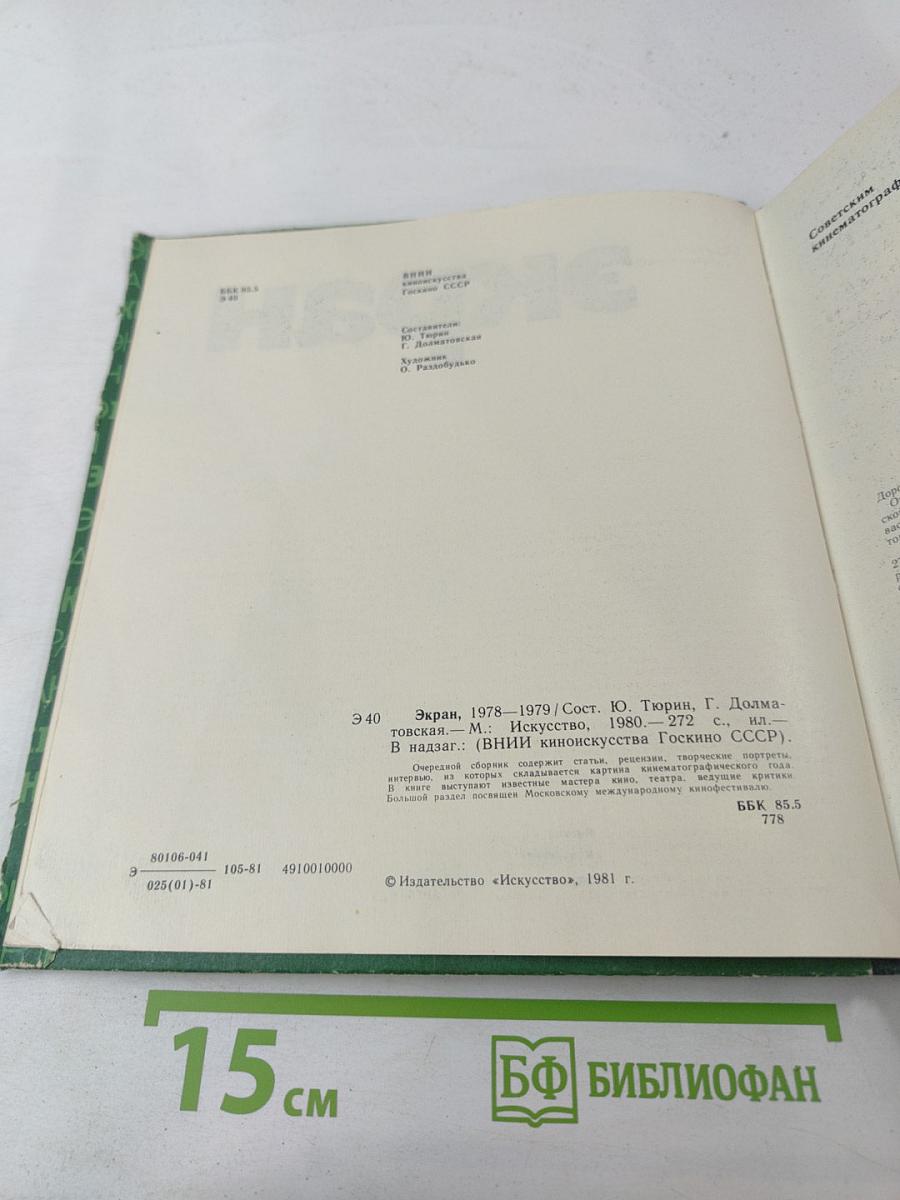 ББК 85.5
Э 40
ВНИИ
киноискусства
Госкино СССР
Составители:
Ю. Тюрин
Г. Долматовская
Художник
О. Раздобудько
Э 40
Экран, 1978—1979/Сост. Ю. Тюрин, Г. Долма-
товская.— М.: Искусство, 1980.— 272 с., ил.—
В надзаг.: (ВНИИ киноискусства Госкино СССР).
Очередной сборник содержит статьи, рецензии, творческие портреты,
интервью, из которых складывается картина кинематографического года.
В книге выступают известные мастера кино, театра, ведущие критики.
Большой раздел посвящен Московскому международному кинофестивалю.
ББК 85.5
778
Э 80106-041
025(01)-81
105-81 4910010000
© Издательство «Искусство», 1981 г.
Советским
кинематограф
15 см
БФ БИБЛИОФАН